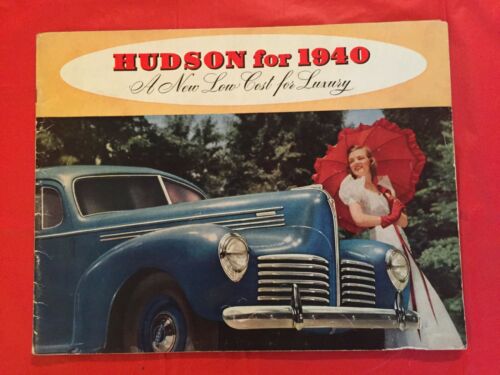 HUDSON for 1940
A New Low Cost for Luxury